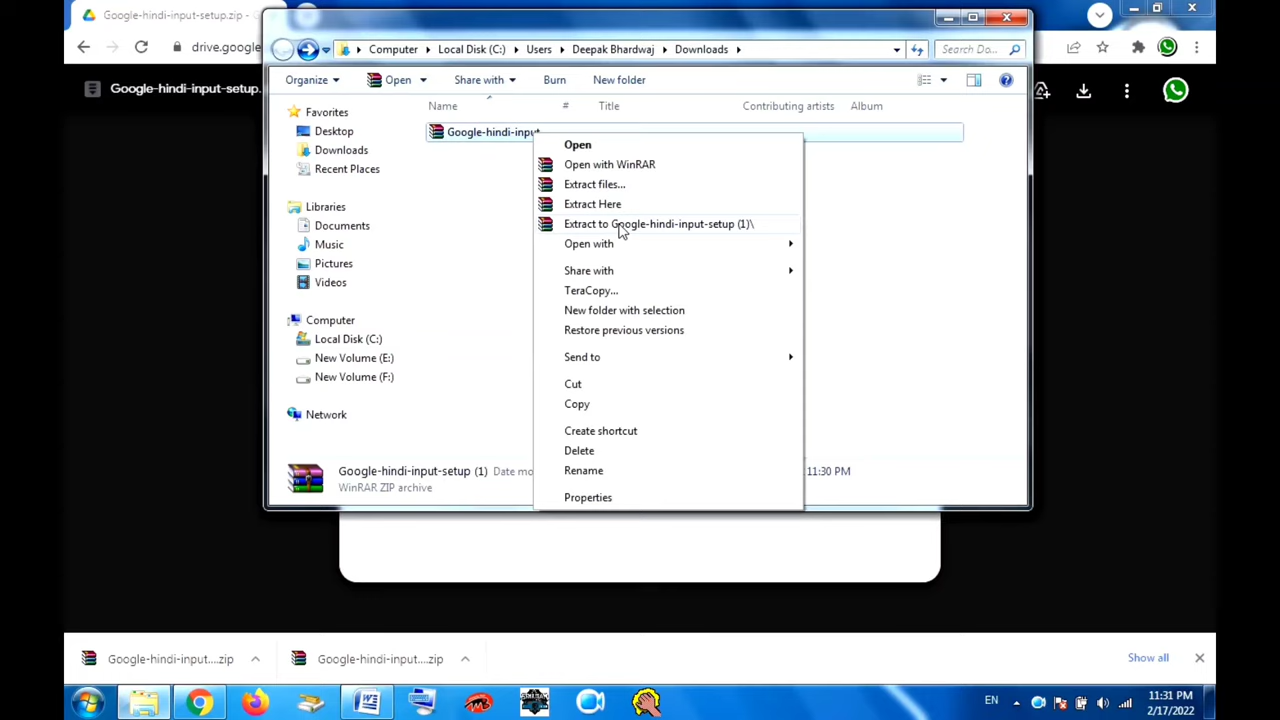 Google-hindi-input-setup.zip - G
drive.google
Google-hindi-input-setup.
Computer Local Disk (C:) Users Deepak Bhardwaj Downloads
Search Do...
Organize Open Share with Burn New folder
Name # Title Contributing artists Album
Favorites
Desktop
Downloads
Recent Places
Libraries
Documents
Music
Pictures
Videos
Computer
Local Disk (C:)
New Volume (E:)
New Volume (F:)
Network
Google-hindi-input
Open
Open with WinRAR
Extract files...
Extract Here
Extract to Google-hindi-input-setup (1)\
Open with
Share with
TeraCopy...
New folder with selection
Restore previous versions
Send to
Cut
Copy
Create shortcut
Delete
Rename
Properties
Google-hindi-input-setup (1) Date mo 11:30 PM
WinRAR ZIP archive
Google-hindi-input....zip
Google-hindi-input....zip
Show all
EN
11:31 PM
2/17/2022